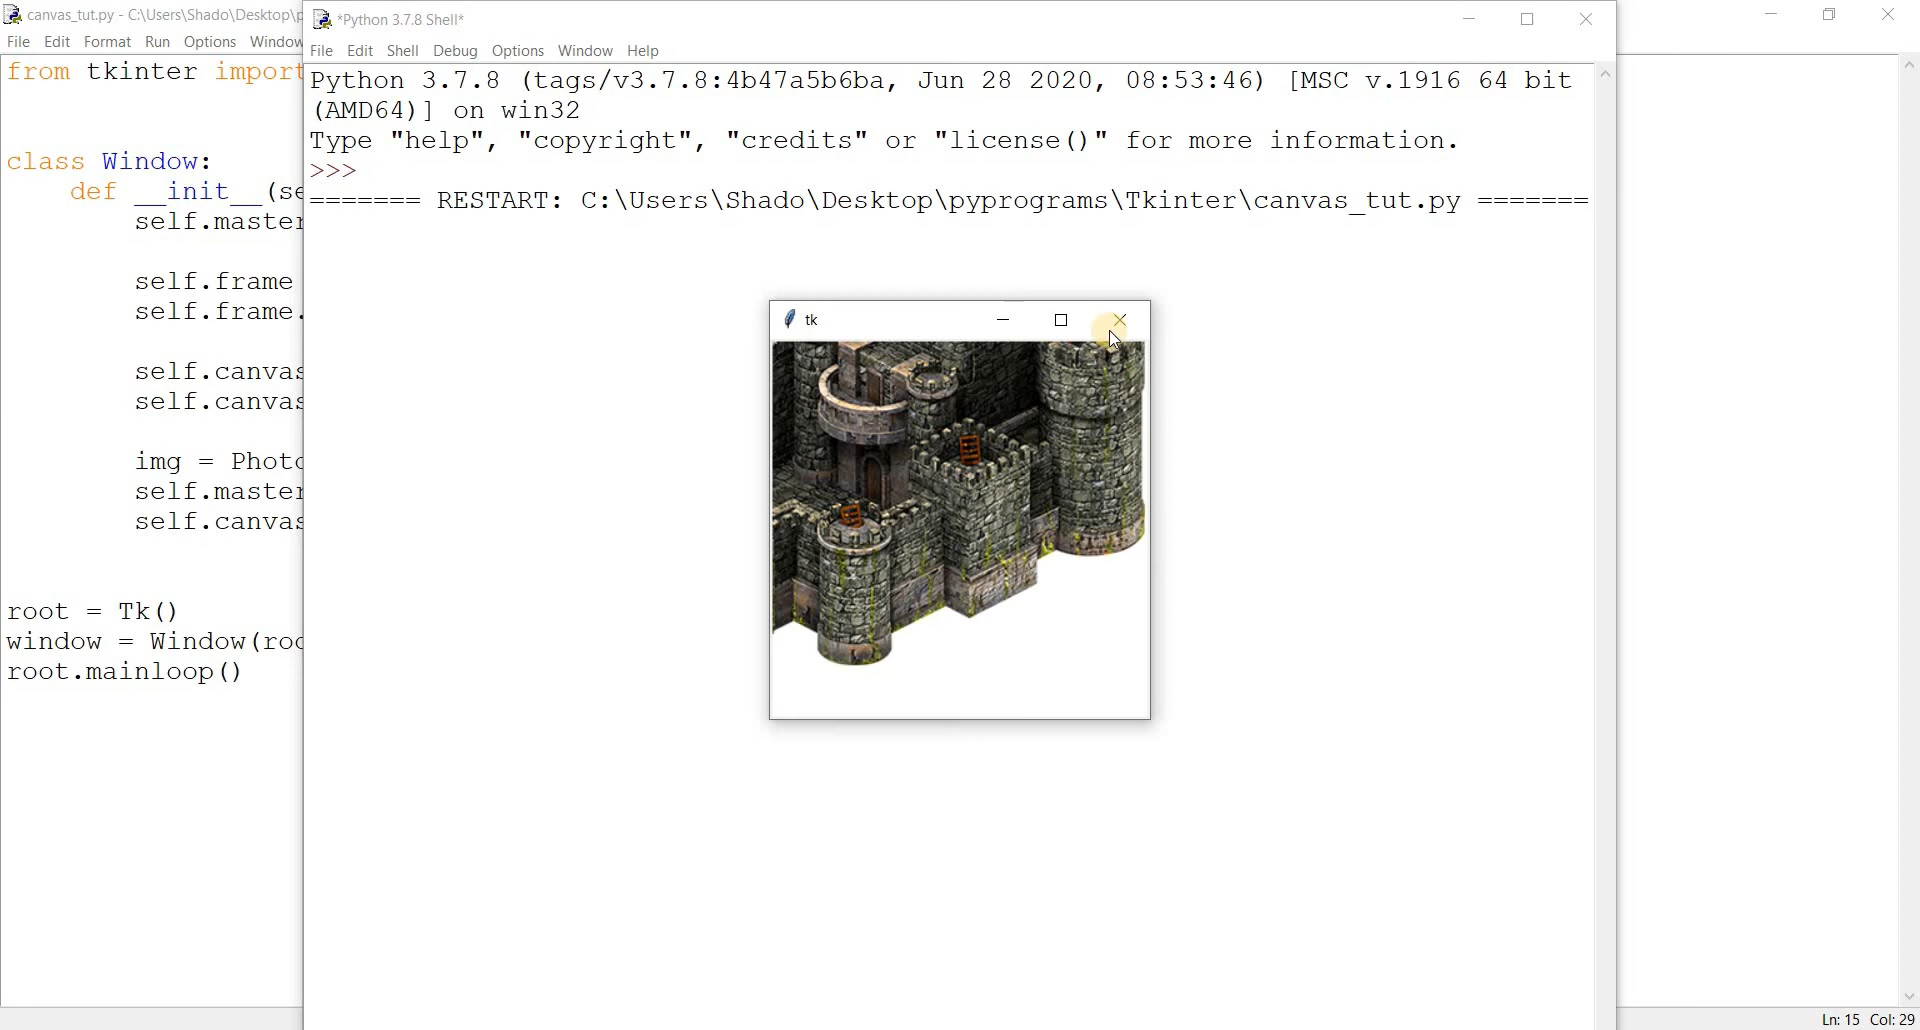 canvas_tut.py - C:\Users\Shado\Desktop\p
File Edit Format Run Options Window
from tkinter import
class Window:
def __init__(se
self.master
self.frame
self.frame.
self.canvas
self.canvas
img = Photo
self.master
self.canvas
root = Tk()
window = Window(roo
root.mainloop()
*Python 3.7.8 Shell*
File Edit Shell Debug Options Window Help
Python 3.7.8 (tags/v3.7.8:4b47a5b6ba, Jun 28 2020, 08:53:46) [MSC v.1916 64 bit
(AMD64)] on win32
Type "help", "copyright", "credits" or "license()" for more information.
>>>
======= RESTART: C:\Users\Shado\Desktop\pyprograms\Tkinter\canvas_tut.py =======
tk
Ln: 15 Col: 29